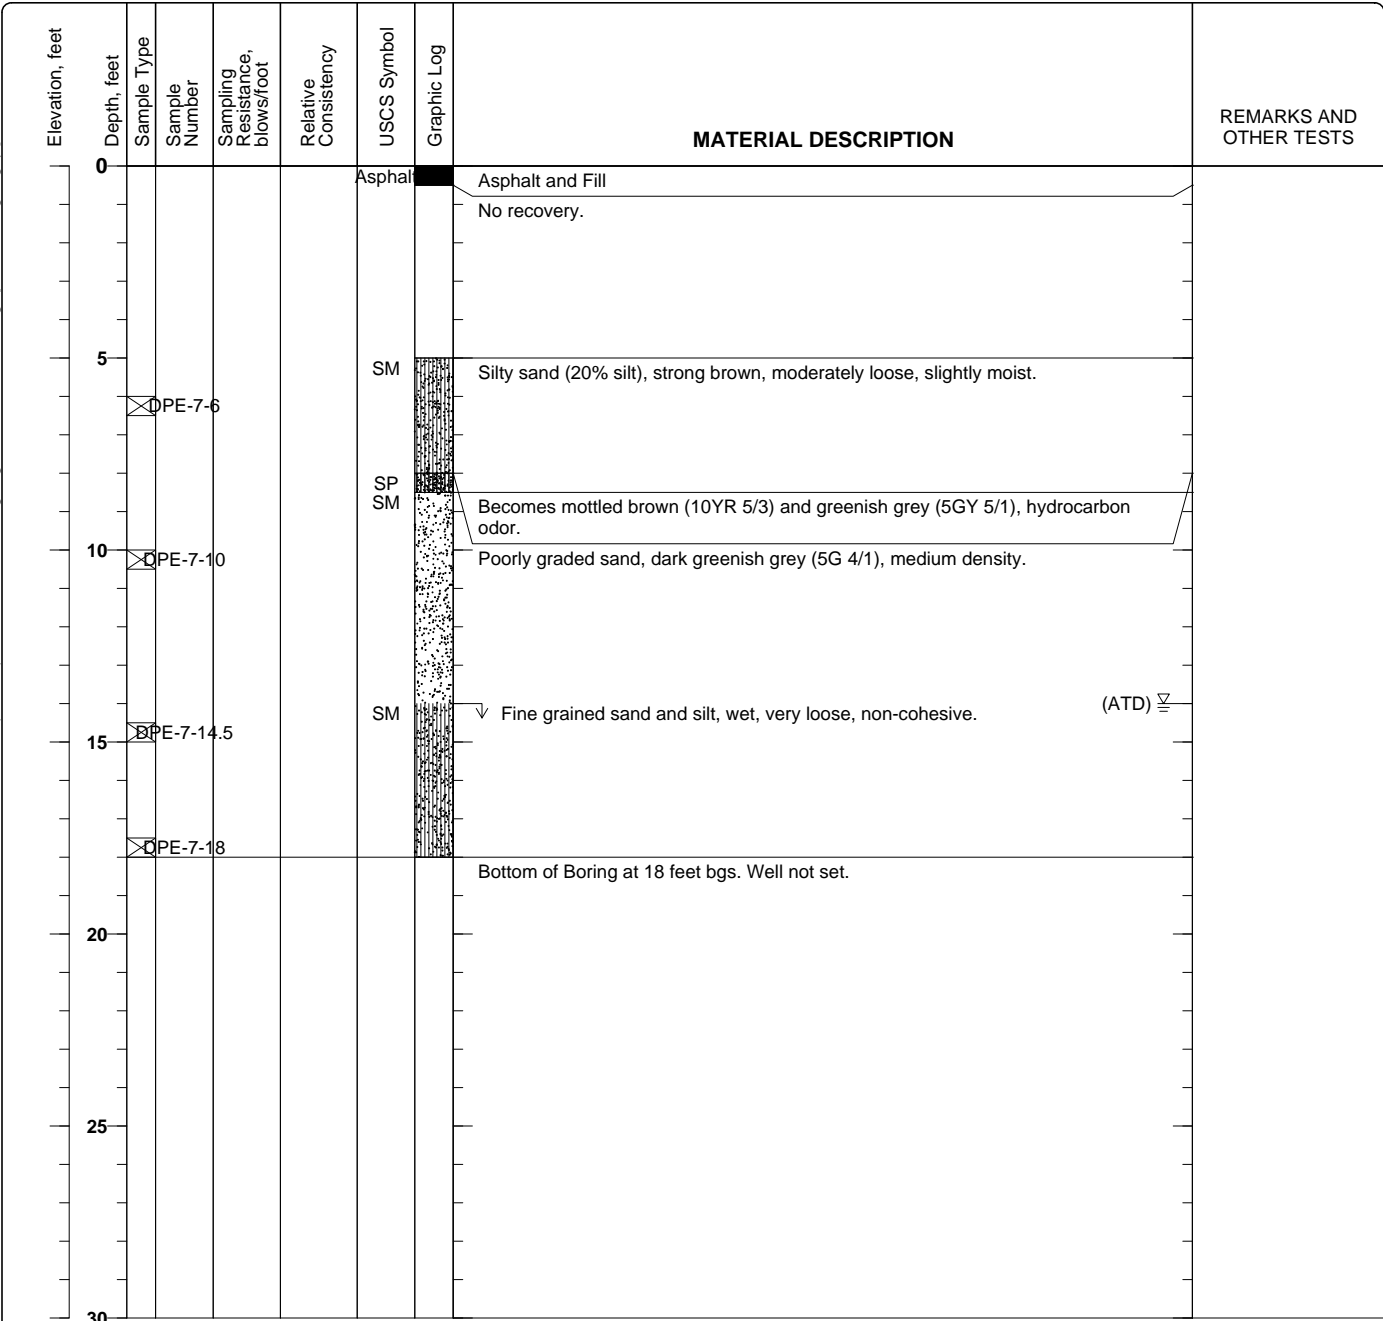 Elevation, feet
Depth, feet
Sample Type
Sample
Number
Sampling
Resistance,
blows/foot
Relative
Consistency
USCS Symbol
Graphic Log
MATERIAL DESCRIPTION
REMARKS AND
OTHER TESTS
0
Asphalt
Asphalt and Fill
No recovery.
5
SM
Silty sand (20% silt), strong brown, moderately loose, slightly moist.
DPE-7-6
SP
SM
Becomes mottled brown (10YR 5/3) and greenish grey (5GY 5/1), hydrocarbon
odor.
10
DPE-7-10
Poorly graded sand, dark greenish grey (5G 4/1), medium density.
(ATD)
SM
Fine grained sand and silt, wet, very loose, non-cohesive.
DPE-7-14.5
15
DPE-7-18
Bottom of Boring at 18 feet bgs. Well not set.
20
25
30